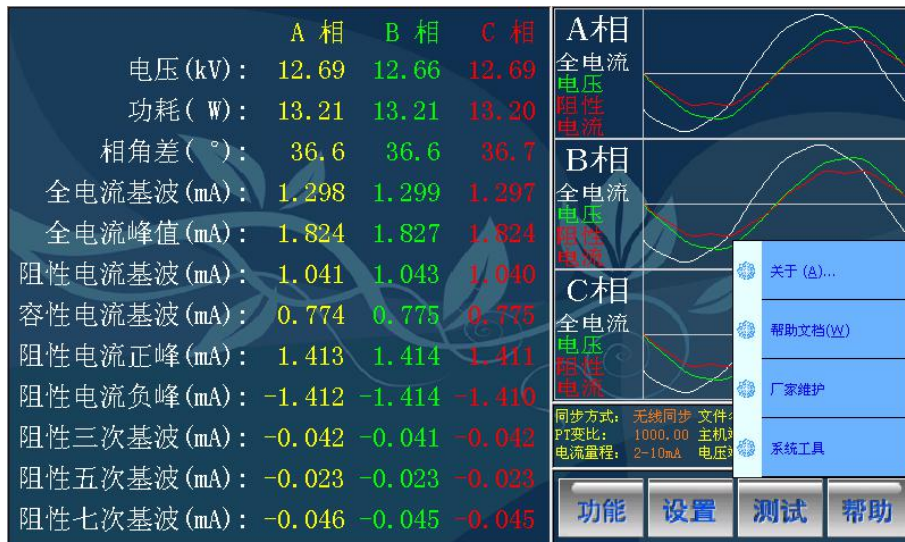 A 相 B 相 C 相
电压(kV): 12.69 12.66 12.69
功耗( W): 13.21 13.21 13.20
相角差( °): 36.6 36.6 36.7
全电流基波(mA): 1.298 1.299 1.297
全电流峰值(mA): 1.824 1.827 1.824
阻性电流基波(mA): 1.041 1.043 1.040
容性电流基波(mA): 0.774 0.775 0.775
阻性电流正峰(mA): 1.413 1.414 1.411
阻性电流负峰(mA): -1.412 -1.414 -1.410
阻性三次基波(mA): -0.042 -0.041 -0.042
阻性五次基波(mA): -0.023 -0.023 -0.023
阻性七次基波(mA): -0.046 -0.045 -0.045
A相
全电流
电压
阻性
电流
B相
全电流
电压
阻性
电流
C相
全电流
电压
阻性
电流
同步方式: 无线同步 文件
PT变比: 1000.00 主机
电流量程: 2-10mA 电压
关于 (A)...
帮助文档(W)
厂家维护
系统工具
功能 设置 测试 帮助